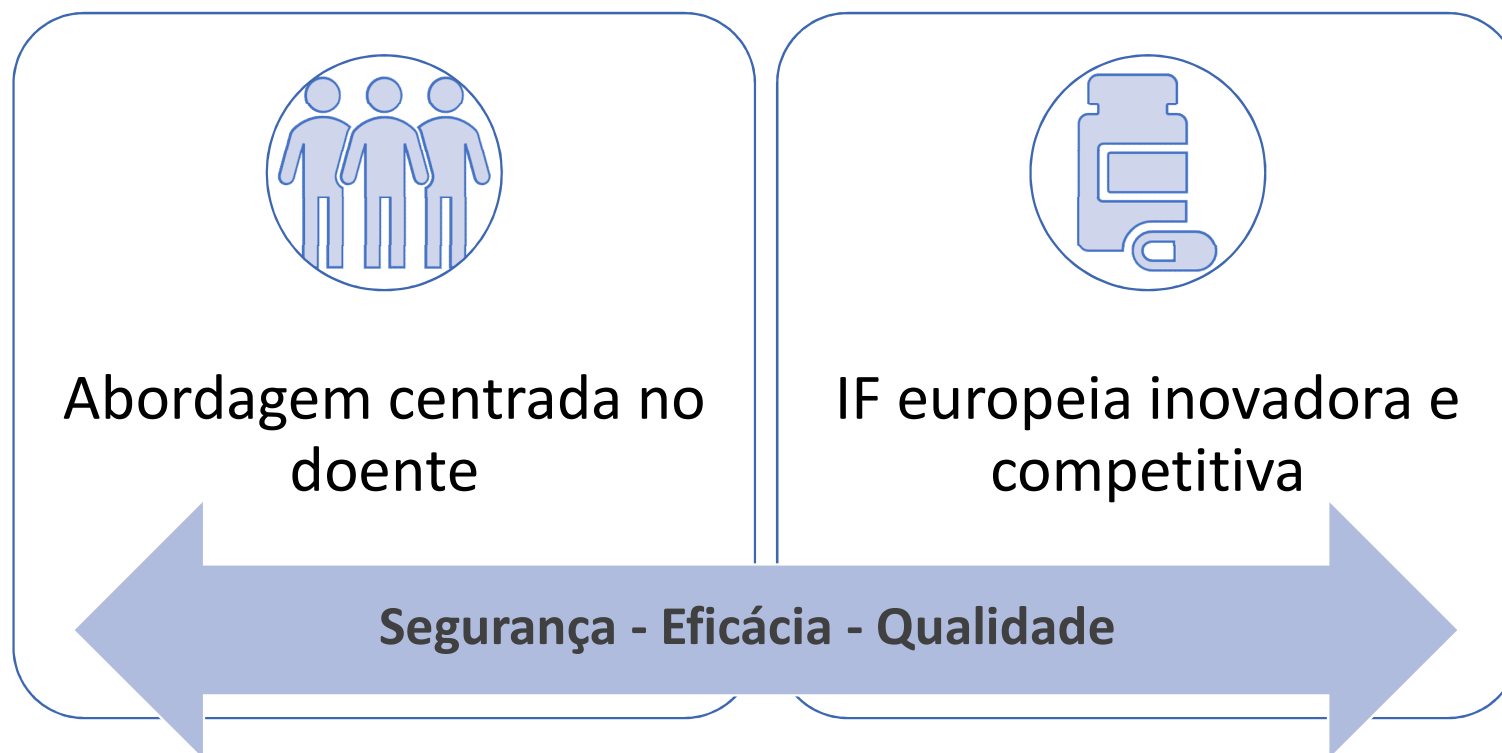 Abordagem centrada no
doente
IF europeia inovadora e
competitiva
Segurança - Eficácia - Qualidade